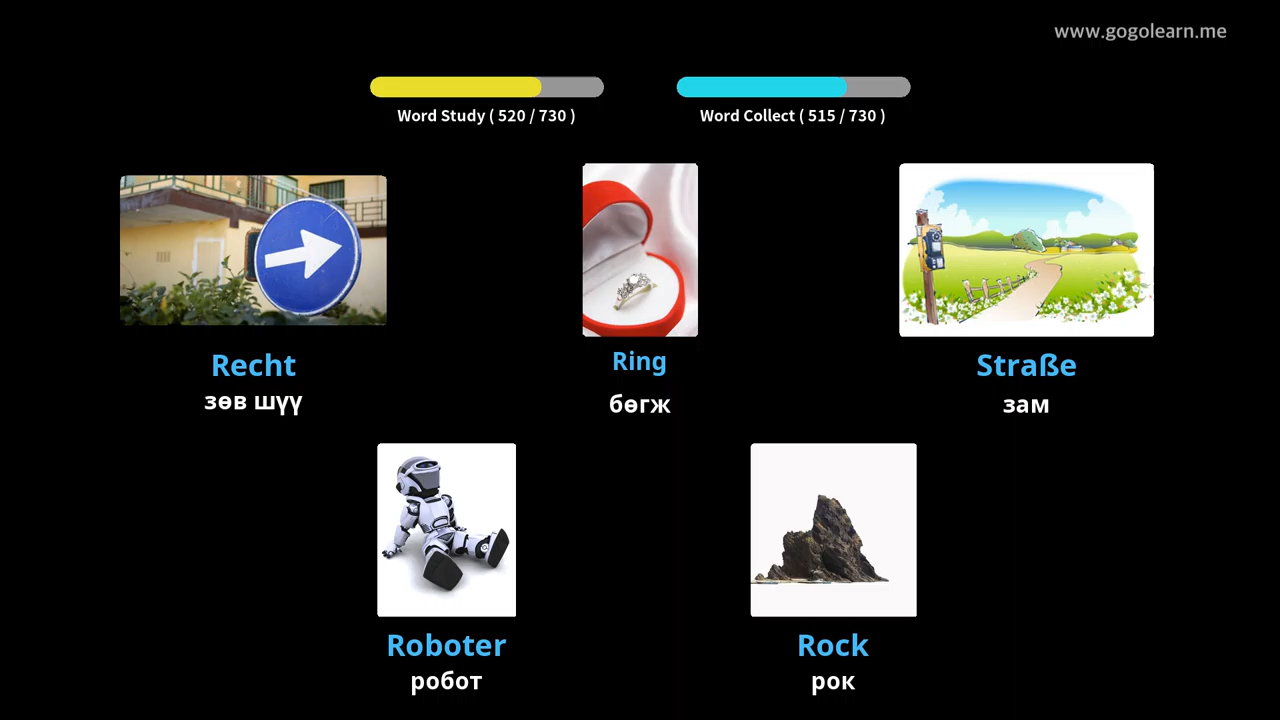 www.gogolearn.me
Word Study ( 520 / 730 )
Word Collect ( 515 / 730 )
Recht
зөв шүү
Ring
бөгж
Straße
зам
Roboter
робот
Rock
рок